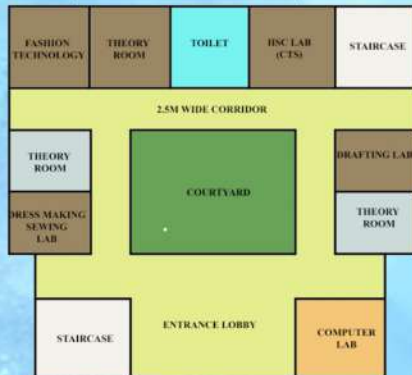 FASHION
TECHNOLOGY
THEORY
ROOM
TOILET
HSC LAB
(CTS)
STAIRCASE
2.5M WIDE CORRIDOR
THEORY
ROOM
COURTYARD
DRAFTING LAB
DRESS MAKING
SEWING
LAB
THEORY
ROOM
STAIRCASE
ENTRANCE LOBBY
COMPUTER
LAB